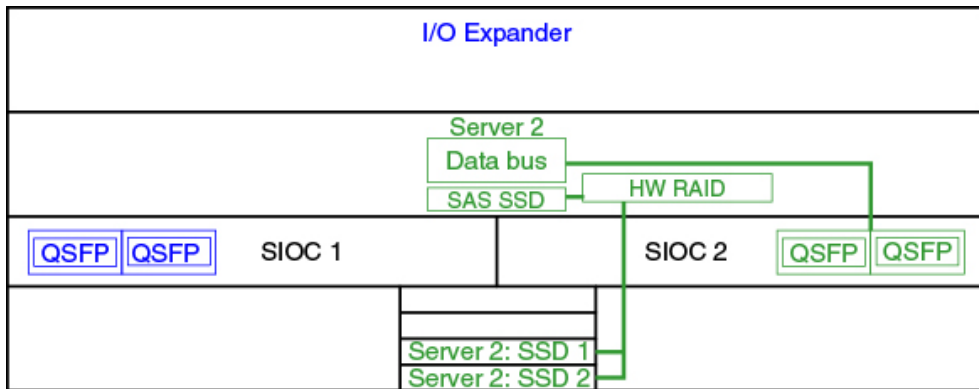 I/O Expander
Server 2
Data bus
SAS SSD
HW RAID
QSFP QSFP SIOC 1 SIOC 2 QSFP QSFP
Server 2: SSD 1
Server 2: SSD 2